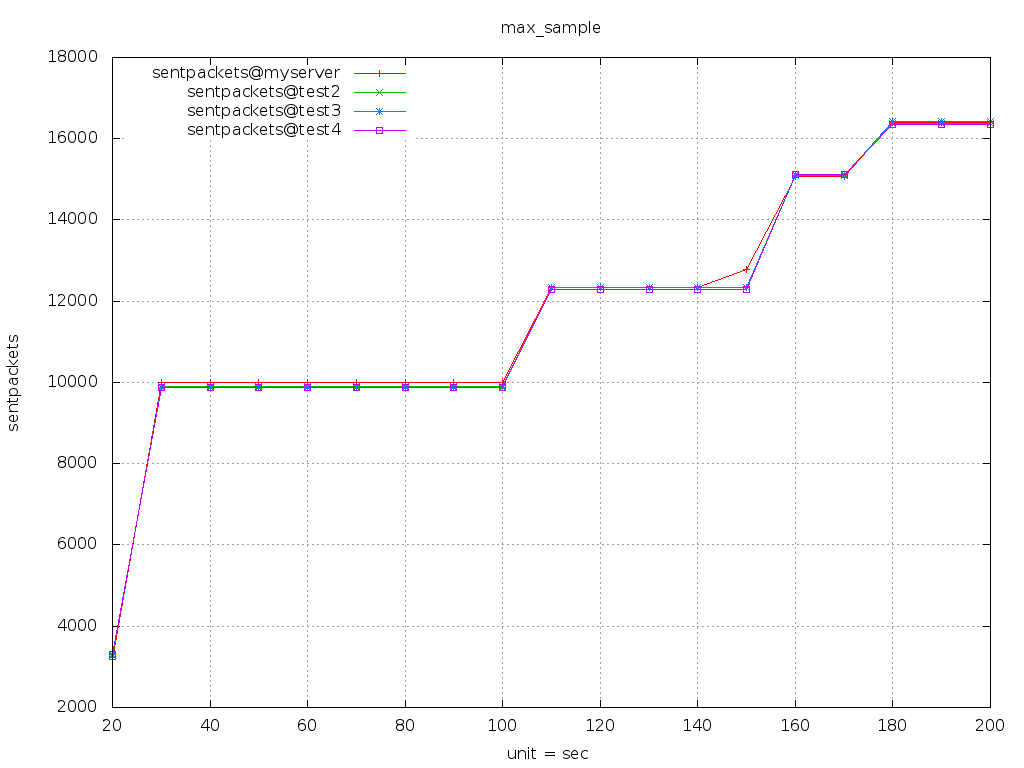 max_sample
18000
16000
14000
12000
10000
8000
6000
4000
2000
sentpackets
sentpackets@myserver
sentpackets@test2
sentpackets@test3
sentpackets@test4
20 40 60 80 100 120 140 160 180 200
unit = sec